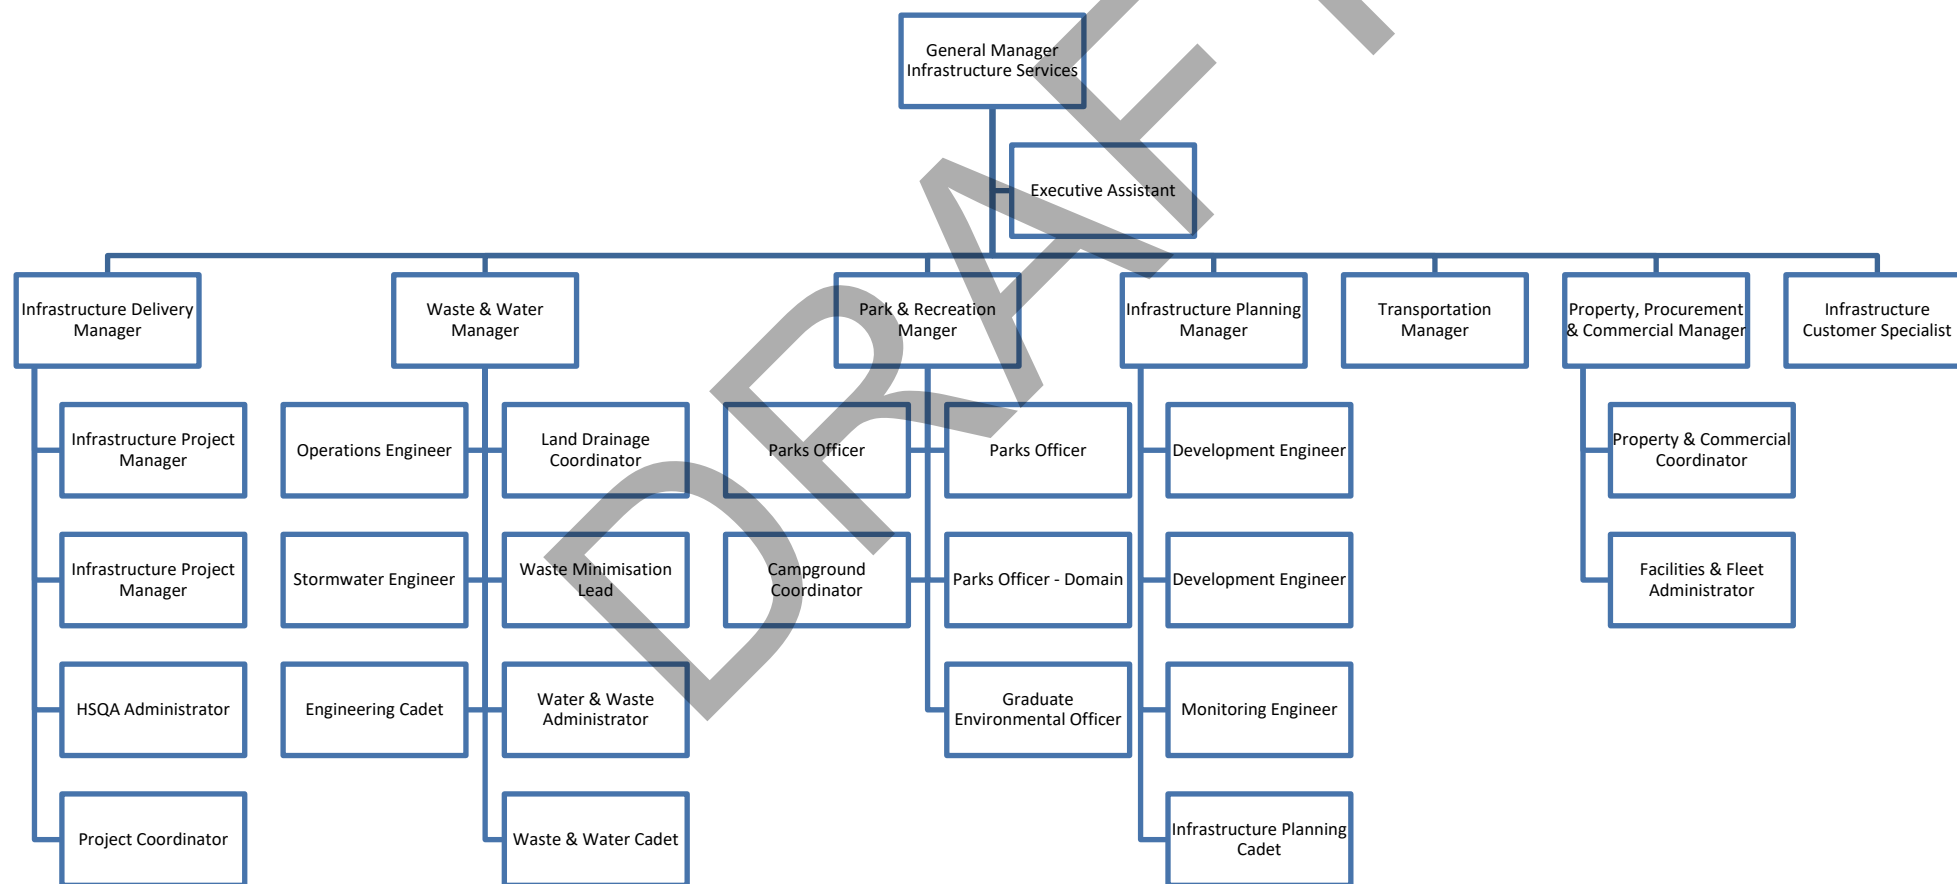 General Manager
Infrastructure Services
Executive Assistant
Infrastructure Delivery
Manager
Waste & Water
Manager
Park & Recreation
Manger
Infrastructure Planning
Manager
Transportation
Manager
Property, Procurement
& Commercial Manager
Infrastructure
Customer Specialist
Infrastructure Project
Manager
Infrastructure Project
Manager
HSQA Administrator
Project Coordinator
Operations Engineer
Land Drainage
Coordinator
Stormwater Engineer
Waste Minimisation
Lead
Engineering Cadet
Water & Waste
Administrator
Waste & Water Cadet
Parks Officer
Parks Officer
Campground
Coordinator
Parks Officer - Domain
Graduate
Environmental Officer
Development Engineer
Development Engineer
Monitoring Engineer
Infrastructure Planning
Cadet
Property & Commercial
Coordinator
Facilities & Fleet
Administrator
DRAFT